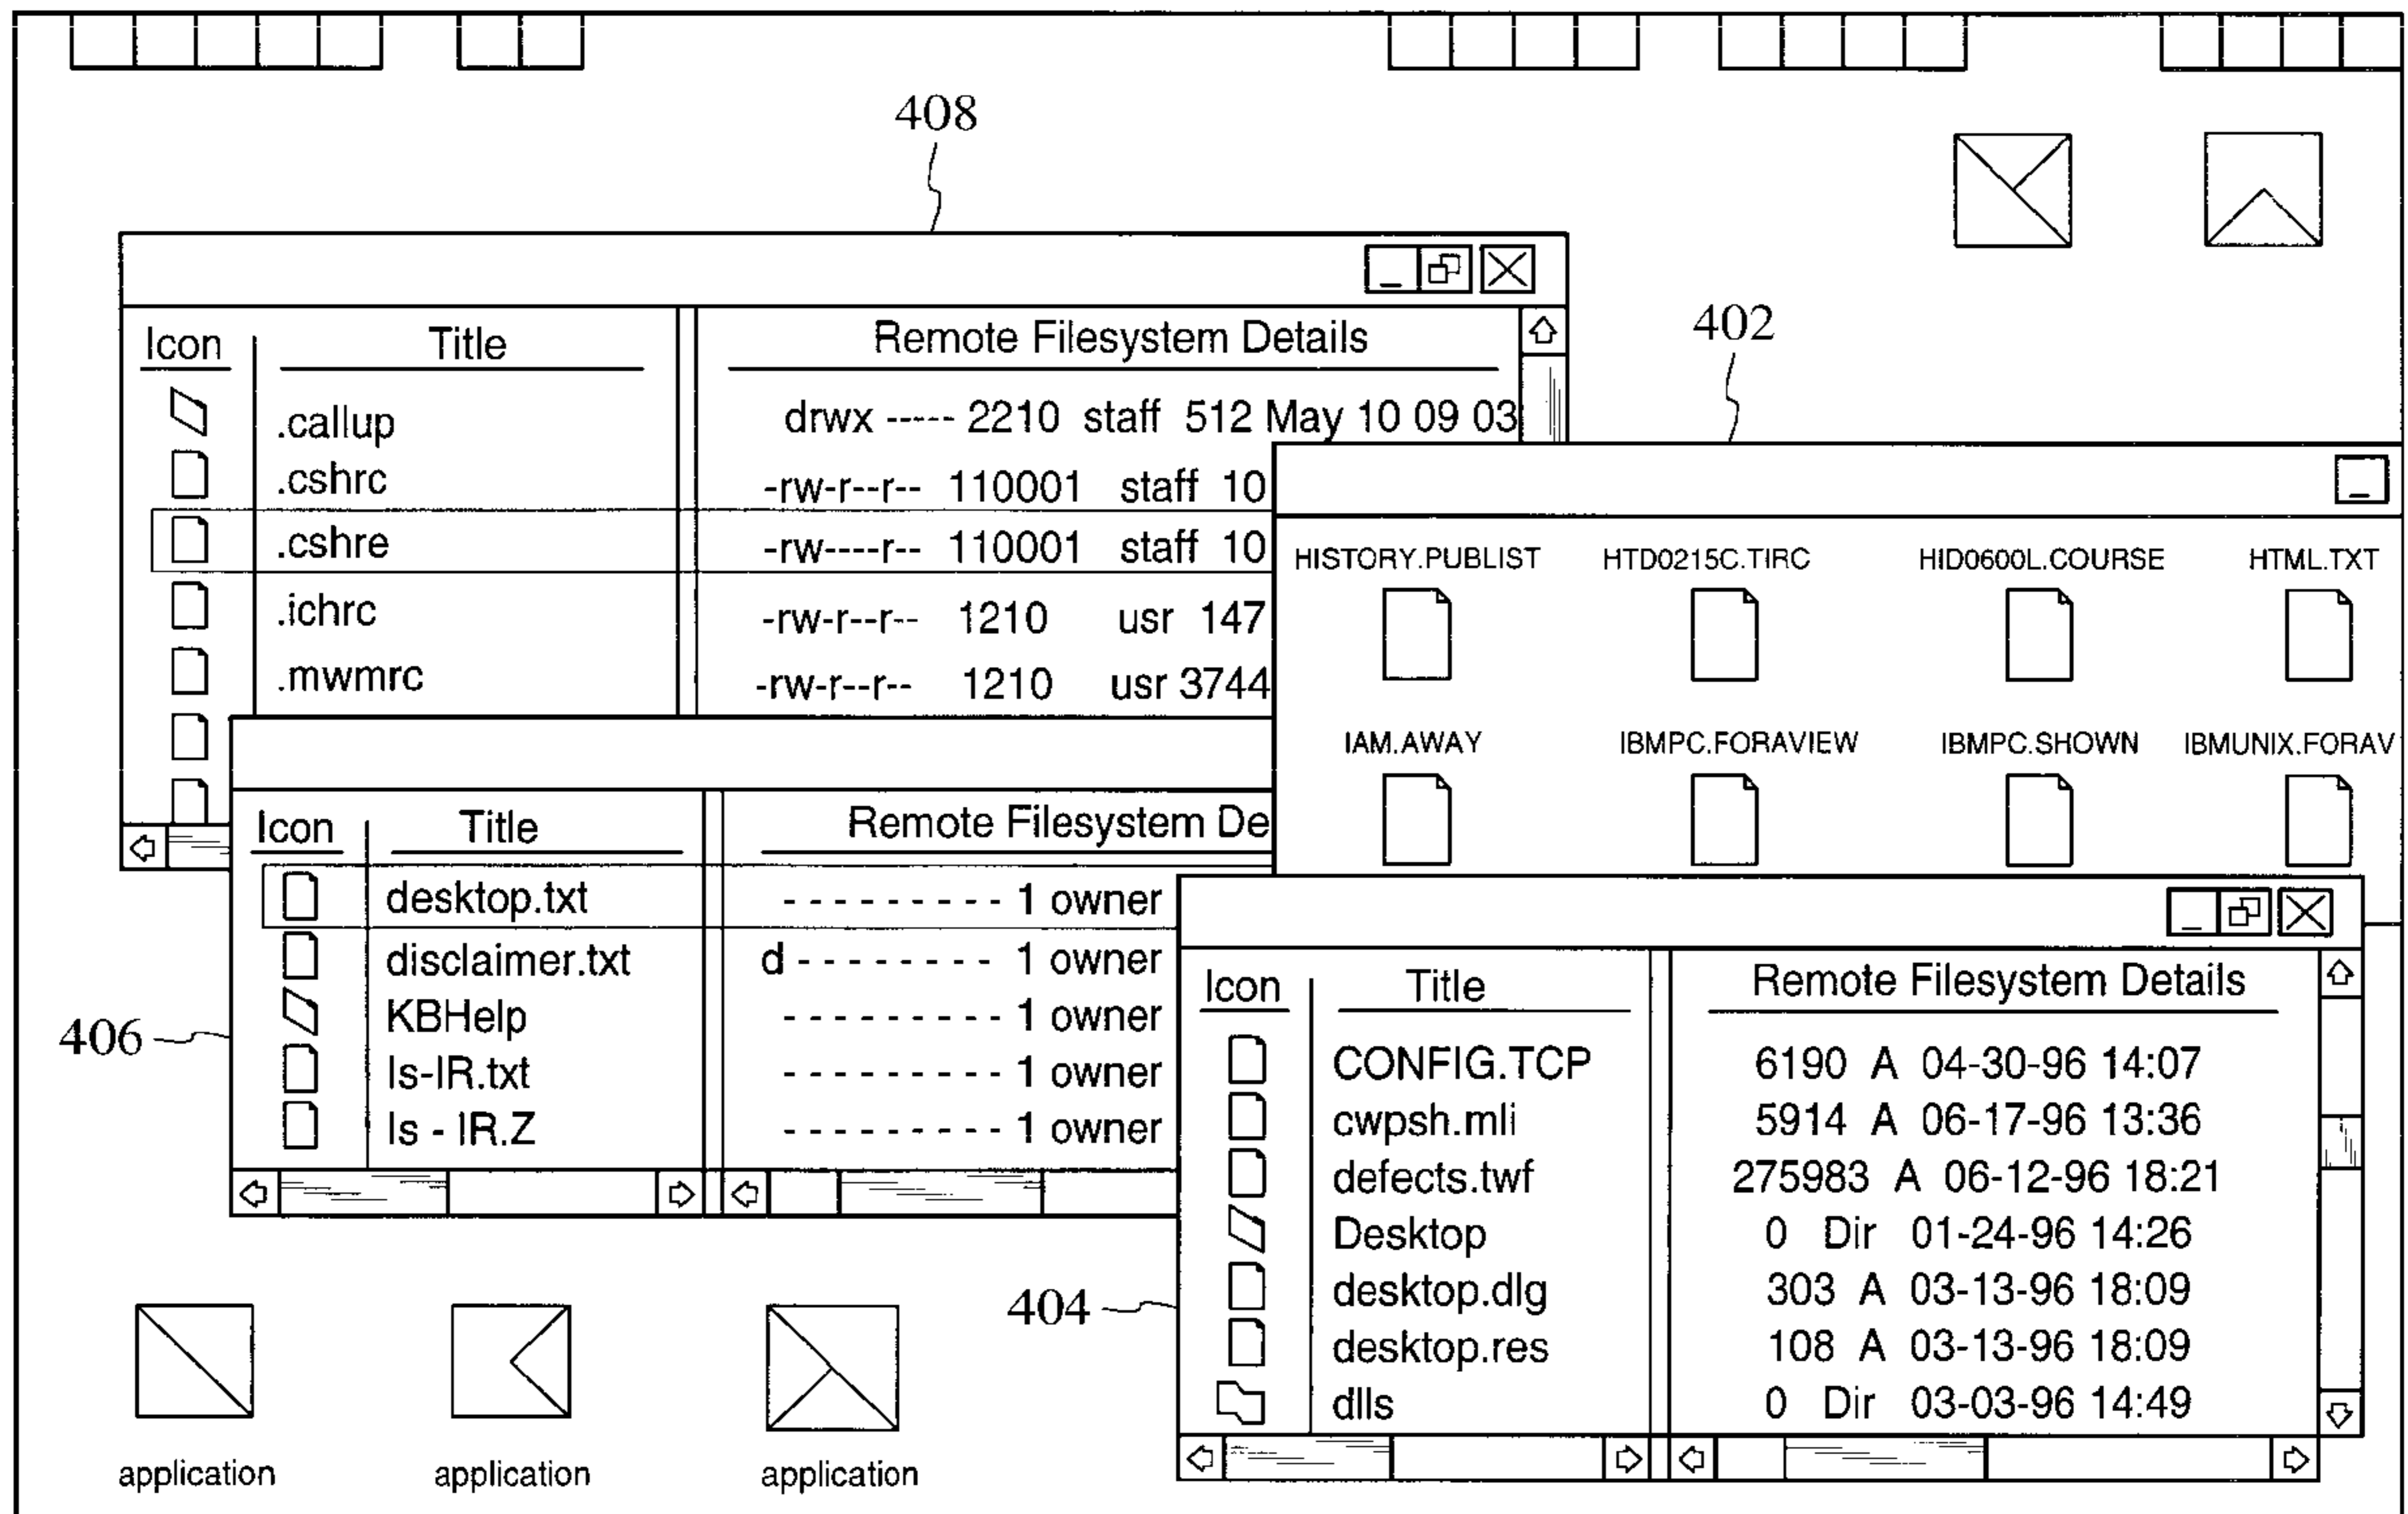 408
402
Icon Title Remote Filesystem Details
.callup drwx ----- 2210 staff 512 May 10 09 03
.cshrc -rw-r--r-- 110001 staff 10
.cshre -rw----r-- 110001 staff 10
.ichrc -rw-r--r-- 1210 usr 147
.mwmrc -rw-r--r-- 1210 usr 3744
HISTORY.PUBLIST HTD0215C.TIRC HID0600L.COURSE HTML.TXT
IAM.AWAY IBMPC.FORAVIEW IBMPC.SHOWN IBMUNIX.FORAV
406
Icon Title Remote Filesystem De
desktop.txt - - - - - - - - - 1 owner
disclaimer.txt d - - - - - - - - 1 owner
KBHelp - - - - - - - - - 1 owner
ls-IR.txt - - - - - - - - - 1 owner
ls - IR.Z - - - - - - - - - 1 owner
404
Icon Title Remote Filesystem Details
CONFIG.TCP 6190 A 04-30-96 14:07
cwpsh.mli 5914 A 06-17-96 13:36
defects.twf 275983 A 06-12-96 18:21
Desktop 0 Dir 01-24-96 14:26
desktop.dlg 303 A 03-13-96 18:09
desktop.res 108 A 03-13-96 18:09
dlls 0 Dir 03-03-96 14:49
application application application